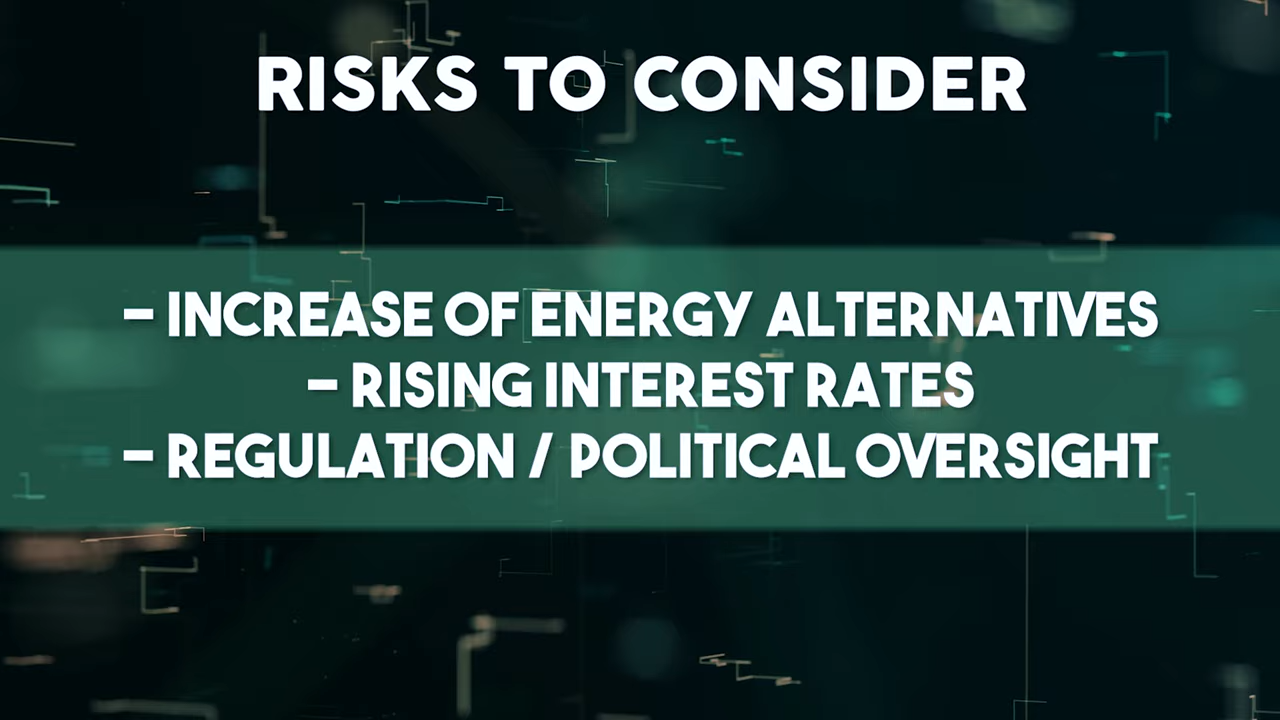 RISKS TO CONSIDER
- INCREASE OF ENERGY ALTERNATIVES
- RISING INTEREST RATES
- REGULATION / POLITICAL OVERSIGHT